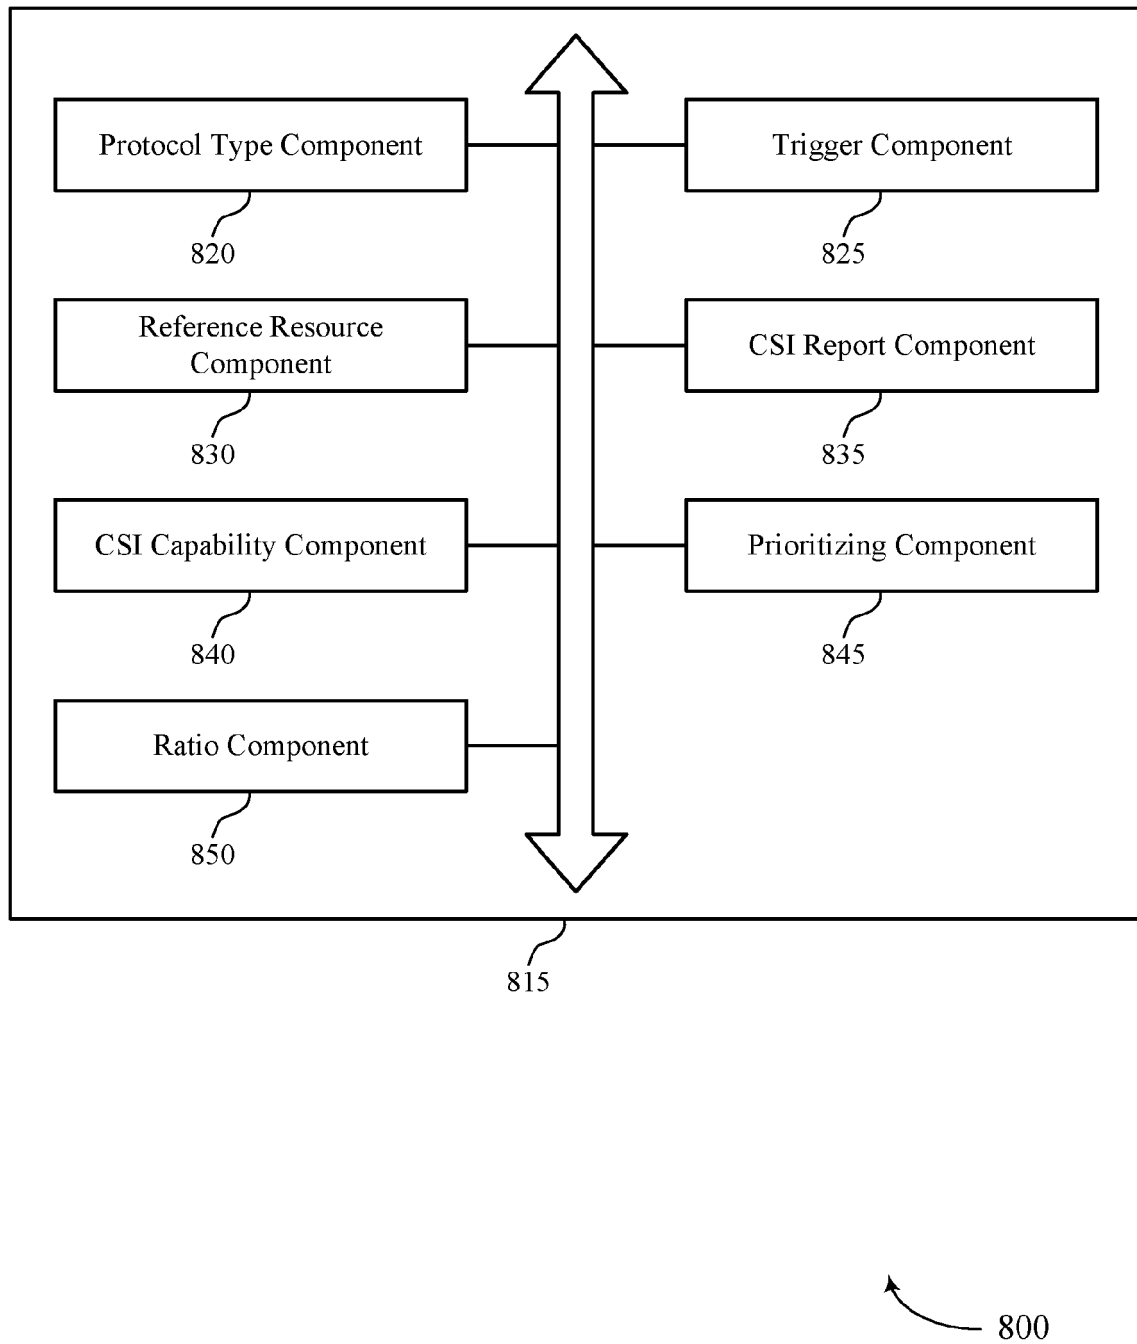 Protocol Type Component
820
Trigger Component
825
Reference Resource
Component
830
CSI Report Component
835
CSI Capability Component
840
Prioritizing Component
845
Ratio Component
850
815
800